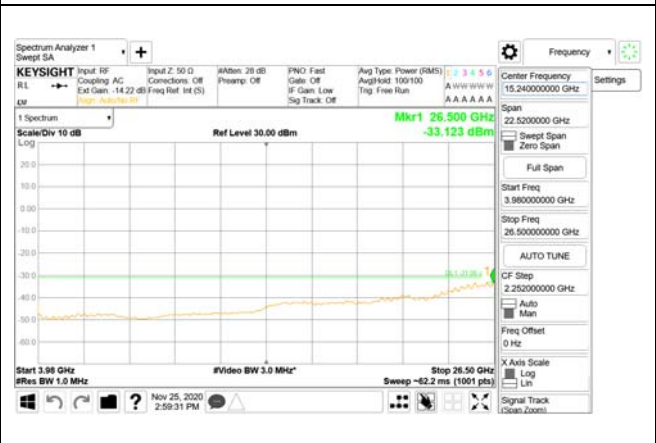 Spectrum Analyzer 1
Swept SA
+
Frequency
KEYSIGHT
Input: RF
Coupling: AC
Ext Gain: -14.22 dB
Align: Auto/No RF
Input Z: 50 Ω
Corrections: Off
Freq Ref: Int (S)
#Atten: 28 dB
Preamp: Off
PNO: Fast
Gate: Off
IF Gain: Low
Sig Track: Off
Avg Type: Power (RMS)
Avg|Hold: 100/100
Trig: Free Run
1 2 3 4 5 6
A W W W W W
A A A A A A
RL
LM
1 Spectrum
Scale/Div 10 dB
Log
Ref Level 30.00 dBm
Mkr1 26.500 GHz
-33.123 dBm
20.0
10.0
0.00
-10.0
-20.0
-30.0
-40.0
-50.0
-60.0
1
Start 3.98 GHz
#Res BW 1.0 MHz
#Video BW 3.0 MHz*
Stop 26.50 GHz
Sweep ~62.2 ms (1001 pts)
Nov 25, 2020
2:59:31 PM
Center Frequency
15.240000000 GHz
Settings
Span
22.5200000 GHz
Swept Span
Zero Span
Full Span
Start Freq
3.980000000 GHz
Stop Freq
26.500000000 GHz
AUTO TUNE
CF Step
2.252000000 GHz
Auto
Man
Freq Offset
0 Hz
X Axis Scale
Log
Lin
Signal Track
(Span Zoom)